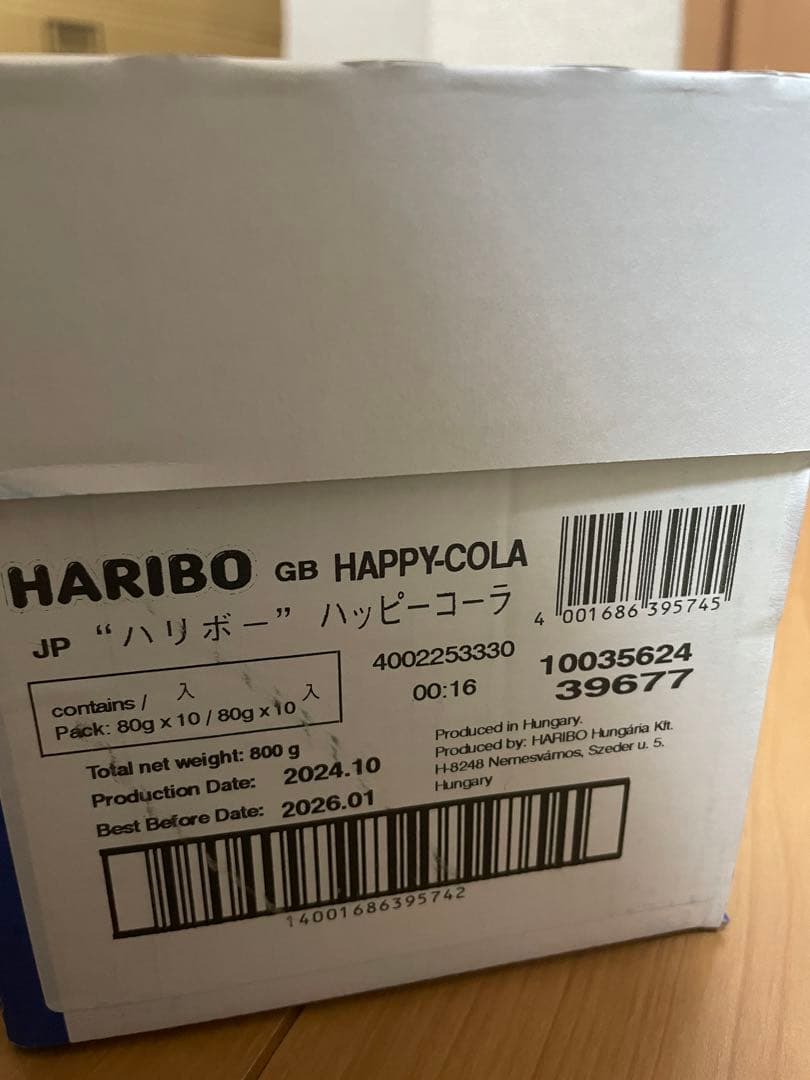 HARIBO GB HAPPY-COLA
JP “ハリボー” ハッピーコーラ
4 001686 395745
contains / 入 入
Pack: 80g x 10 / 80g x 10
4002253330
00:16
10035624
39677
Total net weight: 800 g
Production Date: 2024.10
Best Before Date: 2026.01
Produced in Hungary.
Produced by: HARIBO Hungária Kft.
H-8248 Nemesvámos, Szeder u. 5.
Hungary
14001686395742